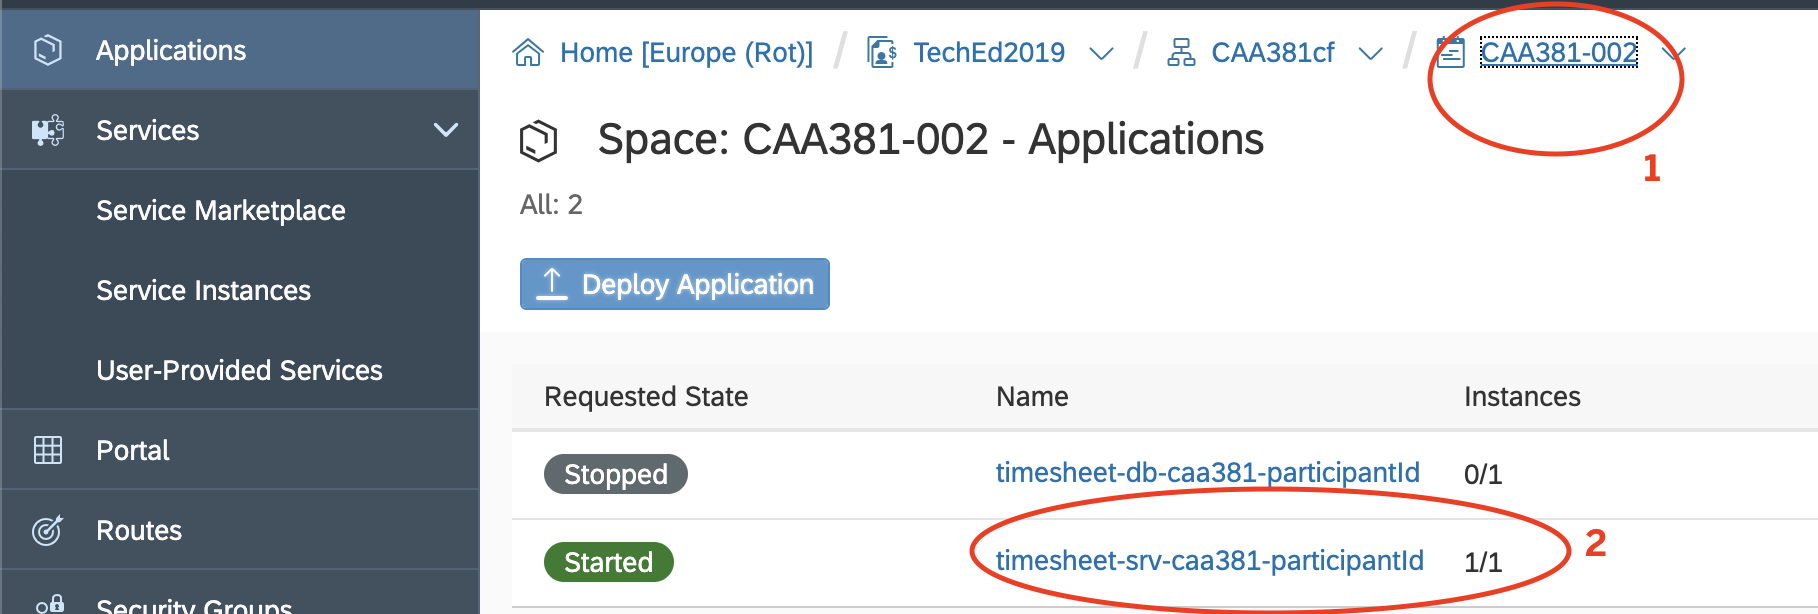 Applications
Services
Service Marketplace
Service Instances
User-Provided Services
Portal
Routes
Security Groups
Home [Europe (Rot)] / TechEd2019 / CAA381cf / CAA381-002
1
Space: CAA381-002 - Applications
All: 2
Deploy Application
Requested State Name Instances
Stopped timesheet-db-caa381-participantId 0/1
Started timesheet-srv-caa381-participantId 1/1
2